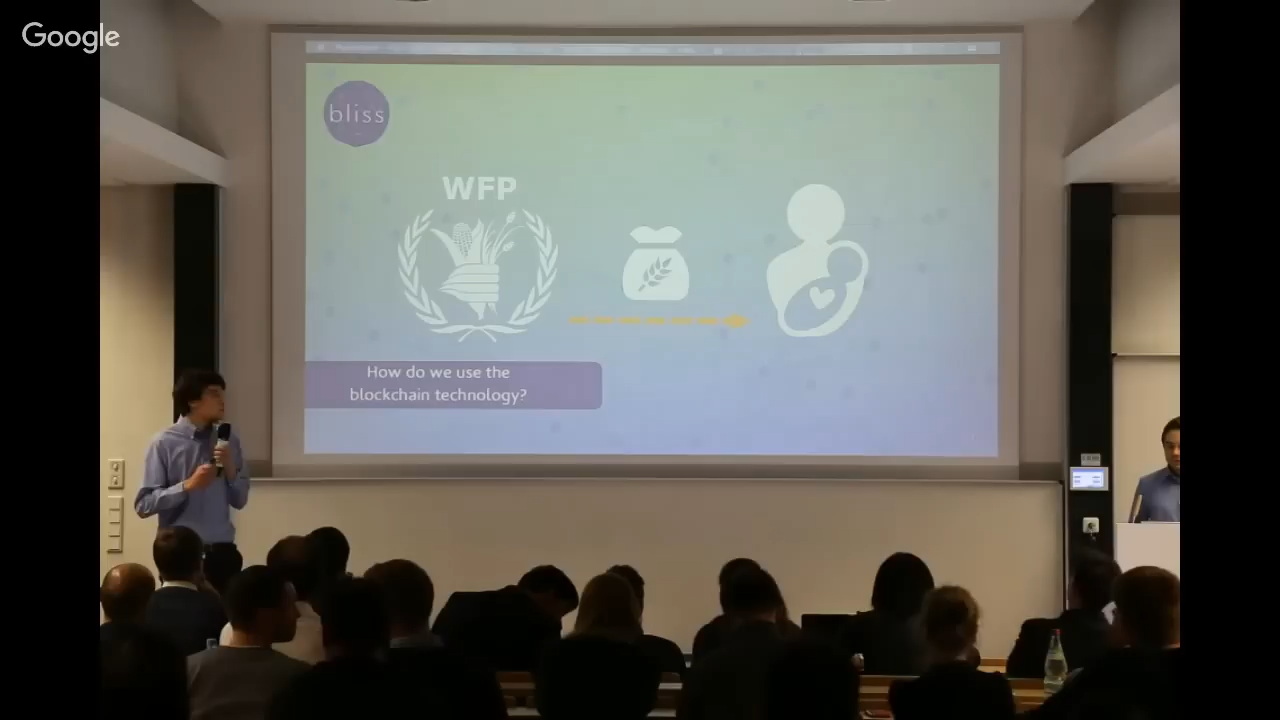 Google
bliss
WFP
How do we use the
blockchain technology?